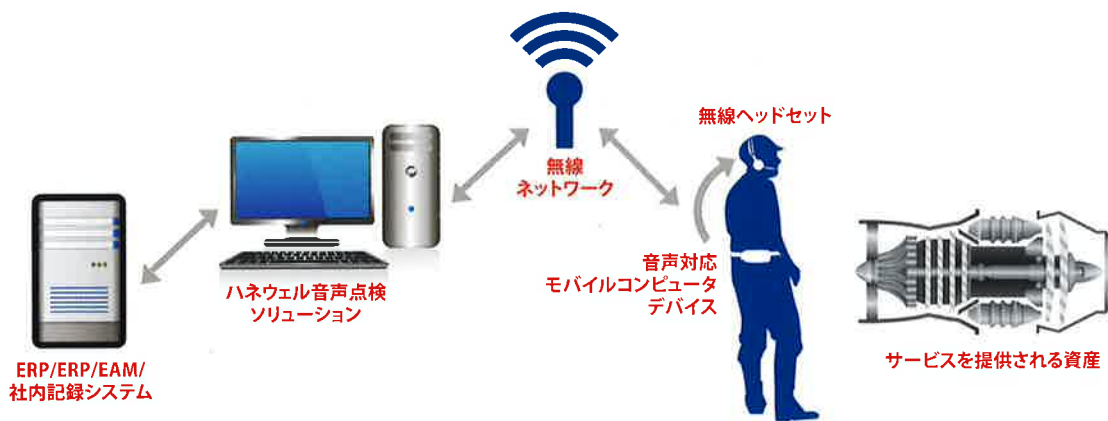 無線
ネットワーク
無線ヘッドセット
音声対応
モバイルコンピュータ
デバイス
ハネウェル音声点検
ソリューション
ERP/ERP/EAM/
社内記録システム
サービスを提供される資産